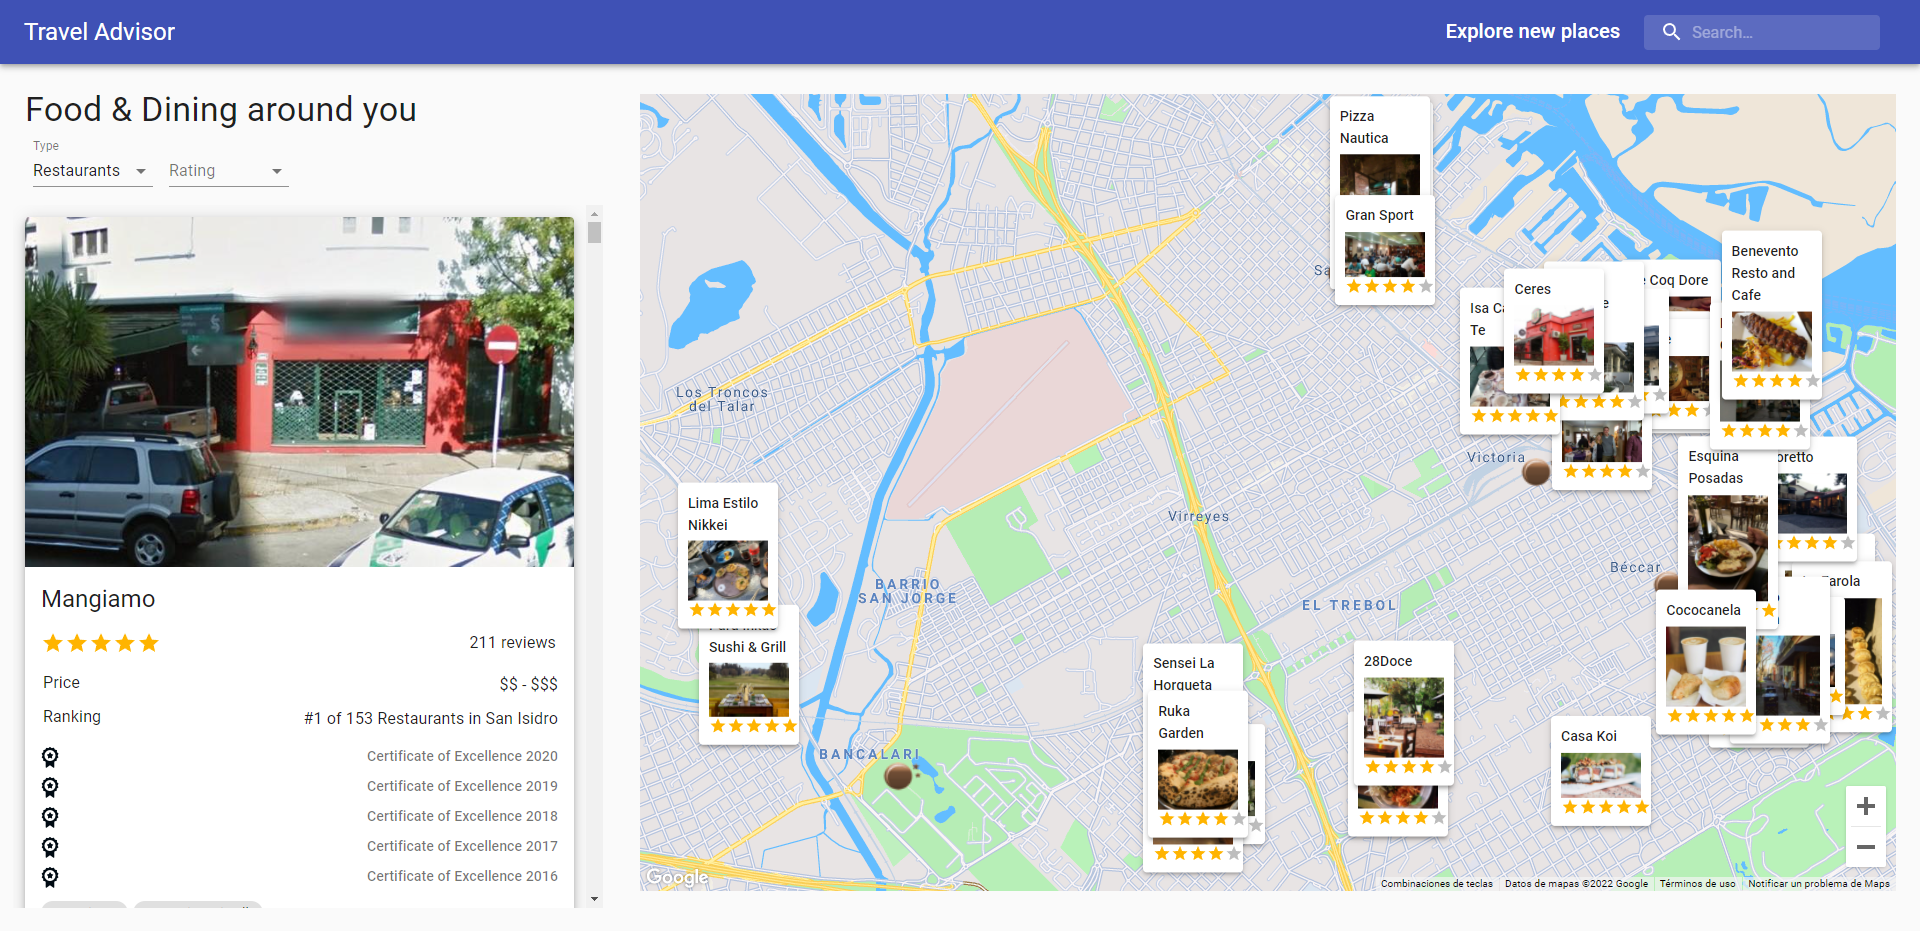 Travel Advisor
Explore new places
Search...
Food & Dining around you
Type
Restaurants
Rating
Mangiamo
211 reviews
Price
$$ - $$$
Ranking
#1 of 153 Restaurants in San Isidro
Certificate of Excellence 2020
Certificate of Excellence 2019
Certificate of Excellence 2018
Certificate of Excellence 2017
Certificate of Excellence 2016
Pizza
Nautica
Gran Sport
Benevento
Resto and
Cafe
Coq Dore
Ceres
Isa
Te
Los Troncos
del Talar
Victoria
Esquina
Posadas
Lima Estilo
Nikkei
Virreyes
Béccar
BARRIO
SAN JORGE
EL TREBOL
Cococanela
Sushi & Grill
28Doce
Sensei La
Horqueta
Ruka
Garden
Casa Koi
BANCALARI
Google
Combinaciones de teclas
Datos de mapas ©2022 Google
Términos de uso
Notificar un problema de Maps